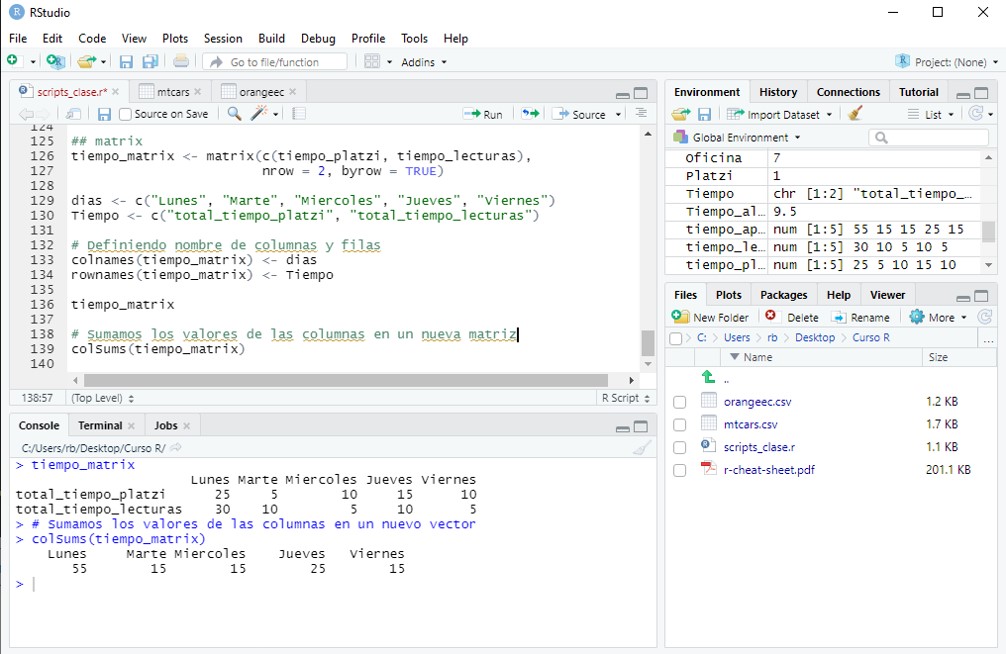 RStudio
File Edit Code View Plots Session Build Debug Profile Tools Help
Go to file/function
Addins
Project: (None)
scripts_clase.r* mtcars orangeec
Source on Save
Run
Source
124
125 ## matrix
126 tiempo_matrix <- matrix(c(tiempo_platzi, tiempo_lecturas),
127 nrow = 2, byrow = TRUE)
128
129 dias <- c("Lunes", "Marte", "Miercoles", "Jueves", "Viernes")
130 Tiempo <- c("total_tiempo_platzi", "total_tiempo_lecturas")
131
132 # Definiendo nombre de columnas y filas
133 colnames(tiempo_matrix) <- dias
134 rownames(tiempo_matrix) <- Tiempo
135
136 tiempo_matrix
137
138 # Sumamos los valores de las columnas en un nueva matriz
139 colSums(tiempo_matrix)
140
138:57 (Top Level) R Script
Console Terminal Jobs
C:/Users/rb/Desktop/Curso R/
> tiempo_matrix
Lunes Marte Miercoles Jueves Viernes
total_tiempo_platzi 25 5 10 15 10
total_tiempo_lecturas 30 10 5 10 5
> # Sumamos los valores de las columnas en un nuevo vector
> colSums(tiempo_matrix)
Lunes Marte Miercoles Jueves Viernes
55 15 15 25 15
>
Environment History Connections Tutorial
Import Dataset
List
Global Environment
Oficina 7
Platzi 1
Tiempo chr [1:2] "total_tiempo_…
Tiempo_al… 9.5
tiempo_ap… num [1:5] 55 15 15 25 15
tiempo_le… num [1:5] 30 10 5 10 5
tiempo_pl… num [1:5] 25 5 10 15 10
Files Plots Packages Help Viewer
New Folder Delete Rename More
C: Users rb Desktop Curso R ...
Name Size
..
orangeec.csv 1.2 KB
mtcars.csv 1.7 KB
scripts_clase.r 1.1 KB
r-cheat-sheet.pdf 201.1 KB